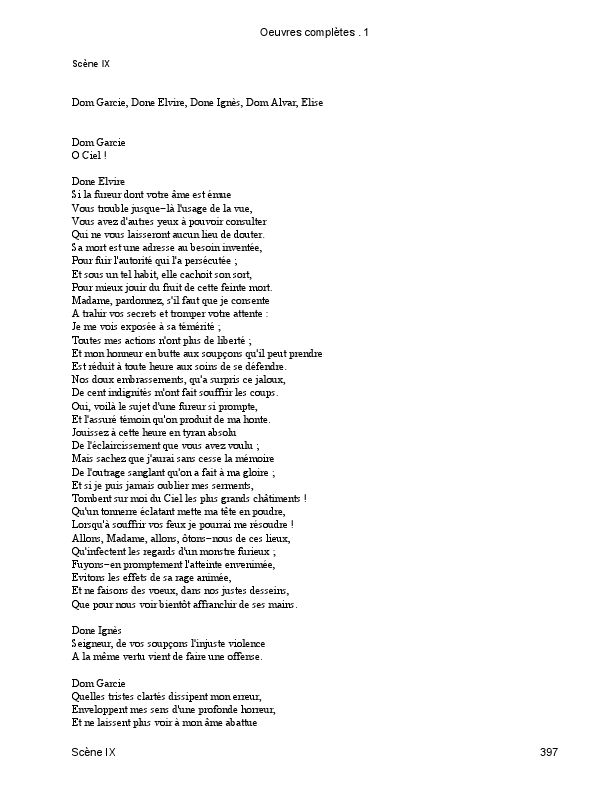 Oeuvres complètes . 1
Scène IX
Dom Garcie, Done Elvire, Done Ignès, Dom Alvar, Elise
Dom Garcie
O Ciel !
Done Elvire
Si la fureur dont votre âme est émue
Vous trouble jusque-là l'usage de la vue,
Vous avez d'autres yeux à pouvoir consulter
Qui ne vous laisseront aucun lieu de douter.
Sa mort est une adresse au besoin inventée,
Pour fuir l'autorité qui l'a persécutée ;
Et sous un tel habit, elle cachoit son sort,
Pour mieux jouir du fruit de cette feinte mort.
Madame, pardonnez, s'il faut que je consente
A trahir vos secrets et tromper votre attente :
Je me vois exposée à sa témérité ;
Toutes mes actions n'ont plus de liberté ;
Et mon honneur en butte aux soupçons qu'il peut prendre
Est réduit à toute heure aux soins de se défendre.
Nos doux embrassements, qu'a surpris ce jaloux,
De cent indignités m'ont fait souffrir les coups.
Oui, voilà le sujet d'une fureur si prompte,
Et l'assuré témoin qu'on produit de ma honte.
Jouissez à cette heure en tyran absolu
De l'éclaircissement que vous avez voulu ;
Mais sachez que j'aurai sans cesse la mémoire
De l'outrage sanglant qu'on a fait à ma gloire ;
Et si je puis jamais oublier mes serments,
Tombent sur moi du Ciel les plus grands châtiments !
Qu'un tonnerre éclatant mette ma tête en poudre,
Lorsqu'à souffrir vos feux je pourrai me résoudre !
Allons, Madame, allons, ôtons-nous de ces lieux,
Qu'infectent les regards d'un monstre furieux ;
Fuyons-en promptement l'atteinte envenimée,
Evitons les effets de sa rage animée,
Et ne faisons des voeux, dans nos justes desseins,
Que pour nous voir bientôt affranchir de ses mains.
Done Ignès
Seigneur, de vos soupçons l'injuste violence
A la même vertu vient de faire une offense.
Dom Garcie
Quelles tristes clartés dissipent mon erreur,
Enveloppent mes sens d'une profonde horreur,
Et ne laissent plus voir à mon âme abattue
Scène IX
397